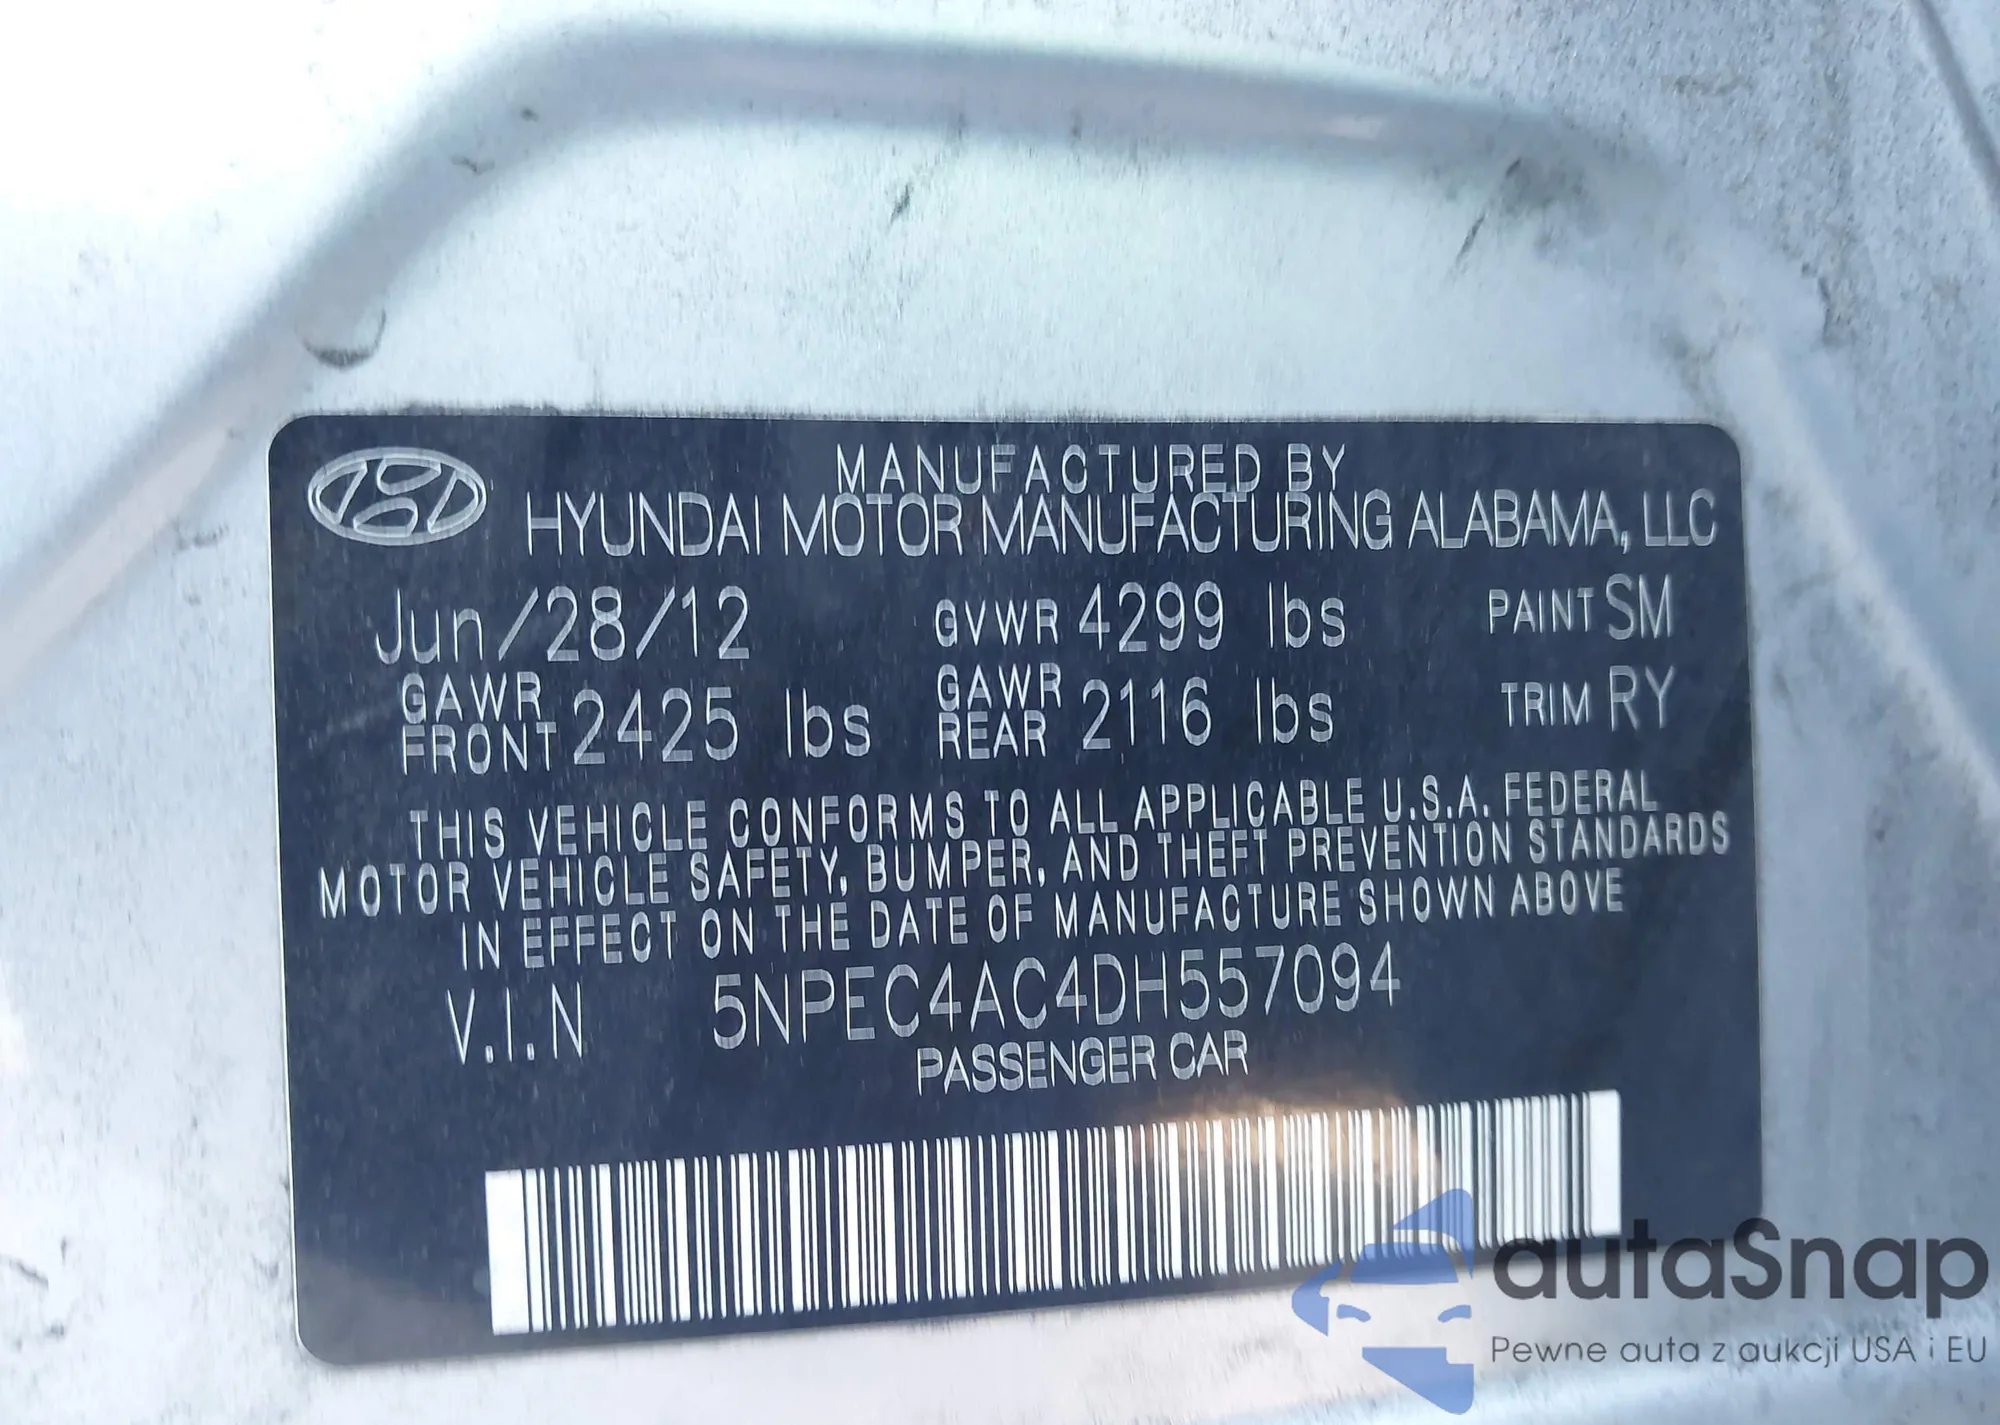 MANUFACTURED BY
HYUNDAI MOTOR MANUFACTURING ALABAMA, LLC
Jun/28/12 GVWR 4299 lbs PAINT SM
GAWR FRONT 2425 lbs GAWR REAR 2116 lbs TRIM RY
THIS VEHICLE CONFORMS TO ALL APPLICABLE U.S.A. FEDERAL
MOTOR VEHICLE SAFETY, BUMPER, AND THEFT PREVENTION STANDARDS
IN EFFECT ON THE DATE OF MANUFACTURE SHOWN ABOVE
V.I.N 5NPEC4AC4DH557094
PASSENGER CAR
autaSnap
Pewne auta z aukcji USA i EU